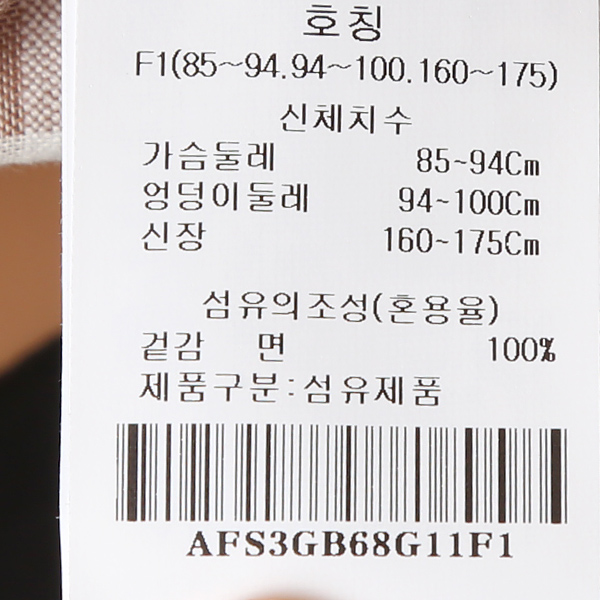 호칭
F1(85~94.94~100.160~175)
신체치수
가슴둘레 85~94Cm
엉덩이둘레 94~100Cm
신장 160~175Cm
섬유의조성(혼용율)
겉감 면 100%
제품구분:섬유제품
AFS3GB68G11F1